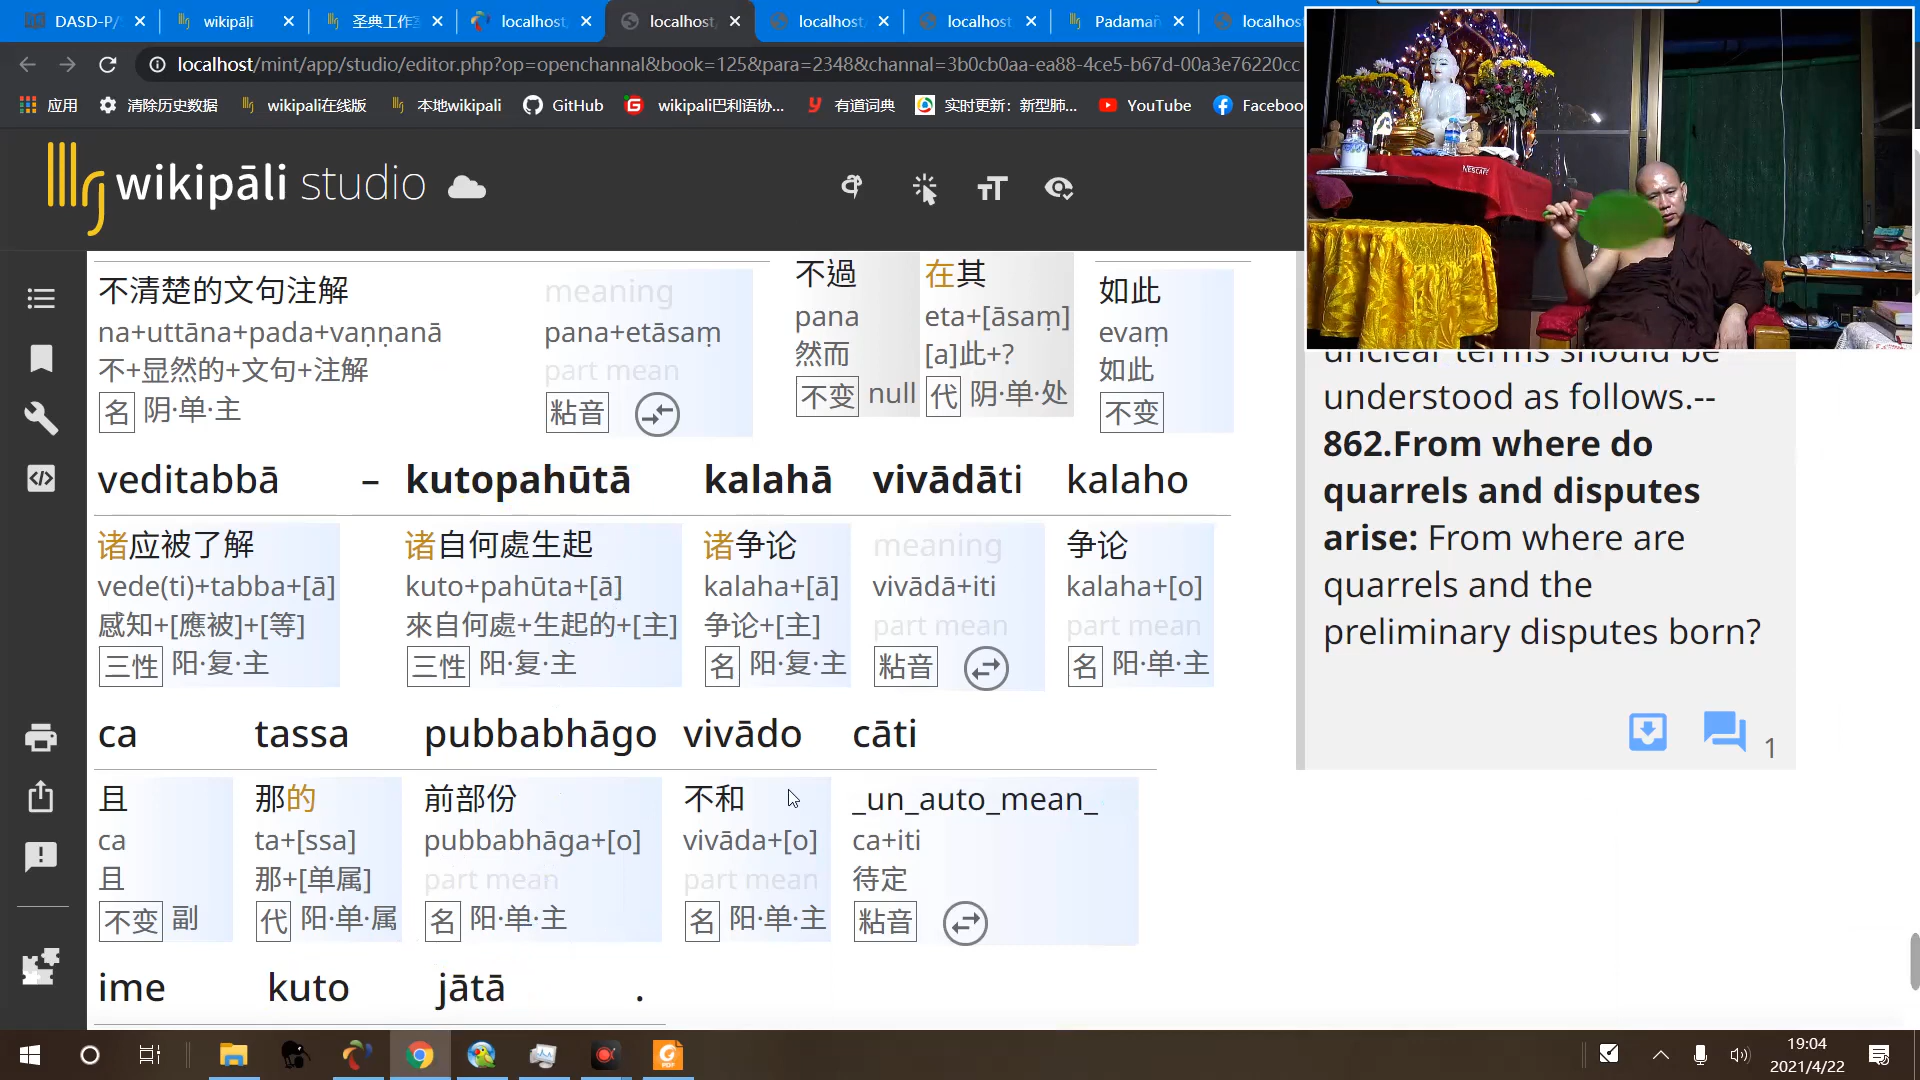 DASD-P/
wikipāli
圣典工作室
localhost/
localhost/
localhost/
localhost/
Padamañ
localhost
localhost/mint/app/studio/editor.php?op=openchannal&book=125&para=2348&channal=3b0cb0aa-ea88-4ce5-b67d-00a3e76220cc
应用
清除历史数据
wikipali在线版
本地wikipali
GitHub
wikipali巴利语协...
有道词典
实时更新：新型肺...
YouTube
Faceboo
wikipāli studio
不清楚的文句注解 meaning 不過 在其 如此
na+uttāna+pada+vaṇṇanā pana+etāsaṃ pana eta+[āsaṃ] evaṃ
不+显然的+文句+注解 part mean 然而 [a]此+? 如此
名 阴·单·主 粘音 不变 null 代 阴·单·处 不变
veditabbā – kutopahūtā kalahā vivādāti kalaho
诸应被了解 诸自何處生起 诸争论 meaning 争论
vede(ti)+tabba+[ā] kuto+pahūta+[ā] kalaha+[ā] vivādā+iti kalaha+[o]
感知+[應被]+[等] 來自何處+生起的+[主] 争论+[主] part mean part mean
三性 阳·复·主 三性 阳·复·主 名 阳·复·主 粘音 名 阳·单·主
ca tassa pubbabhāgo vivādo cāti
且 那的 前部份 不和 _un_auto_mean_
ca ta+[ssa] pubbabhāga+[o] vivāda+[o] ca+iti
且 那+[单属] part mean part mean 待定
不变 副 代 阳·单·属 名 阳·单·主 名 阳·单·主 粘音
ime kuto jātā .
NESCAFÉ
unclear terms should be
understood as follows.--
862.From where do
quarrels and disputes
arise: From where are
quarrels and the
preliminary disputes born?
1
19:04
2021/4/22